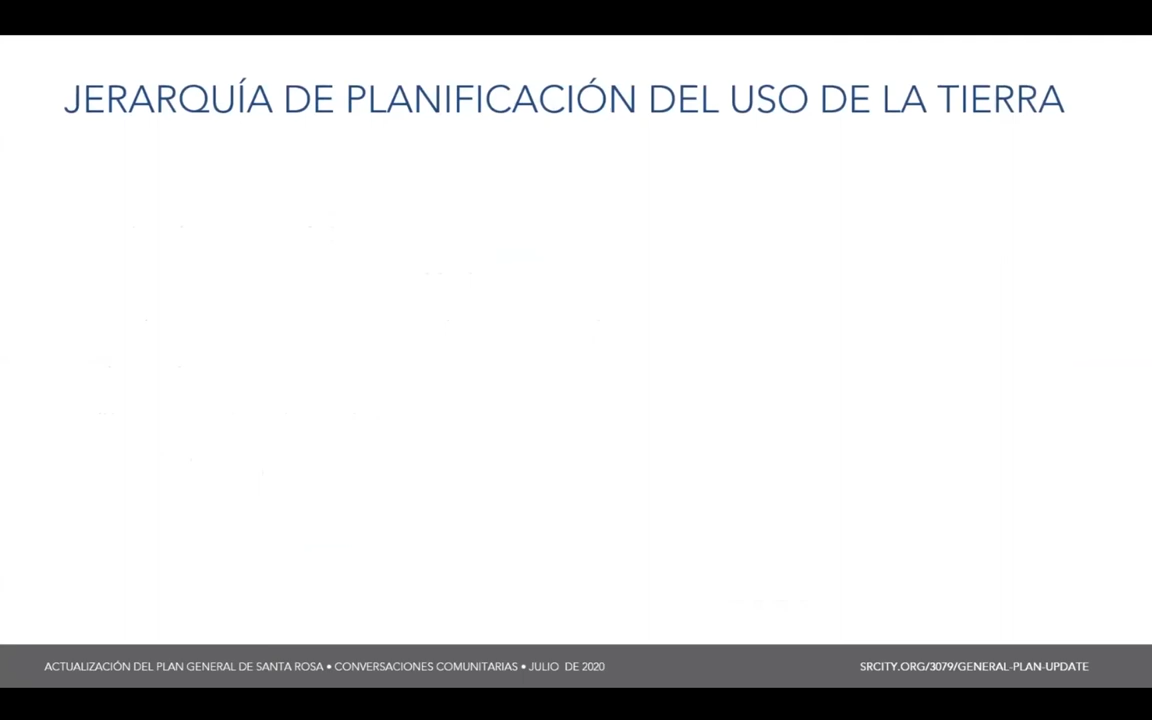 JERARQUÍA DE PLANIFICACIÓN DEL USO DE LA TIERRA
ACTUALIZACIÓN DEL PLAN GENERAL DE SANTA ROSA • CONVERSACIONES COMUNITARIAS • JULIO DE 2020
SRCITY.ORG/3079/GENERAL-PLAN-UPDATE